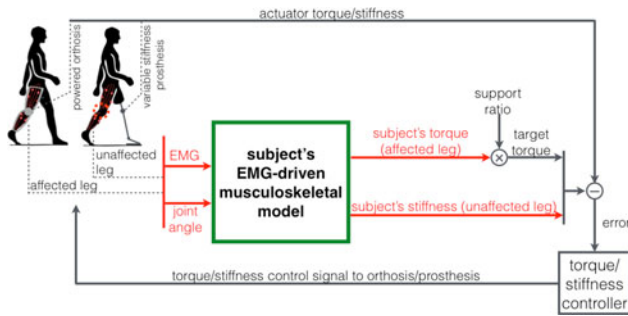 actuator torque/stiffness
powered orthosis
variable stiffness
prosthesis
support
ratio
unaffected
leg
affected leg
EMG
joint
angle
subject's
EMG-driven
musculoskeletal
model
subject's torque
(affected leg)
target
torque
subject's stiffness (unaffected leg)
error
torque/stiffness control signal to orthosis/prosthesis
torque/
stiffness
controller